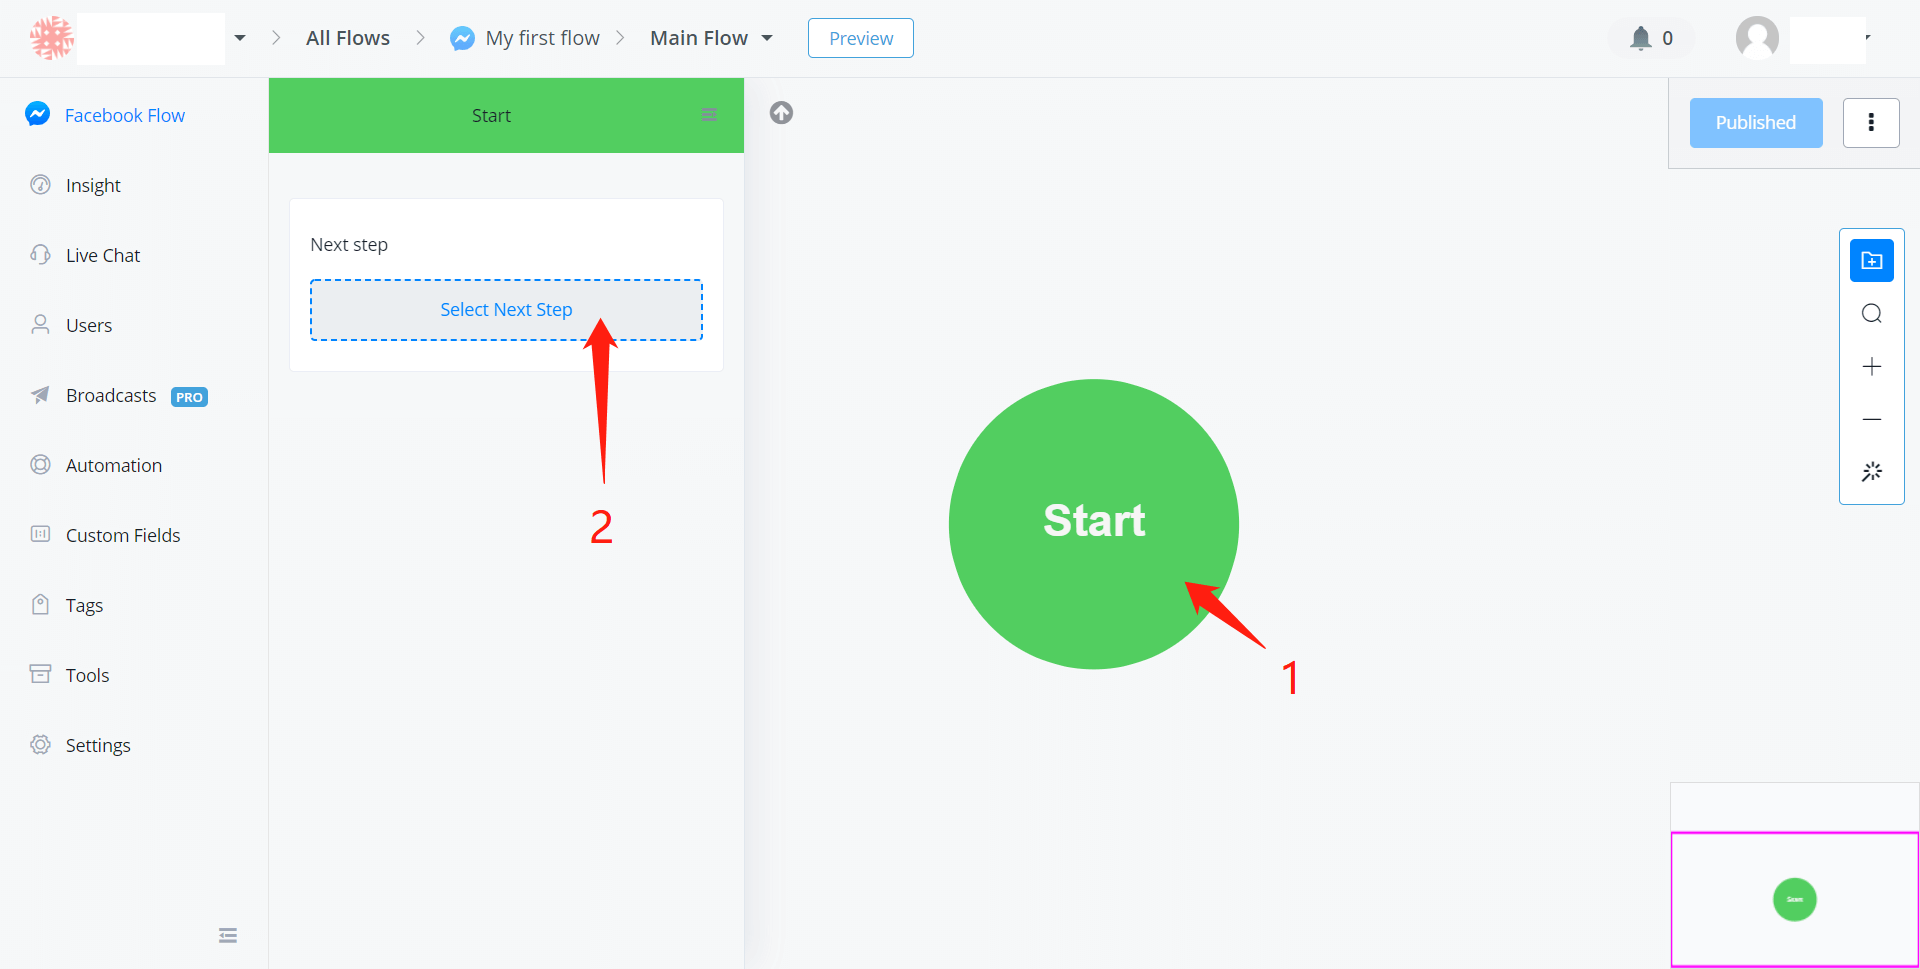 All Flows
My first flow
Main Flow
Preview
0
Facebook Flow
Insight
Live Chat
Users
Broadcasts PRO
Automation
Custom Fields
Tags
Tools
Settings
Start
Next step
Select Next Step
2
Start
1
Published
Start